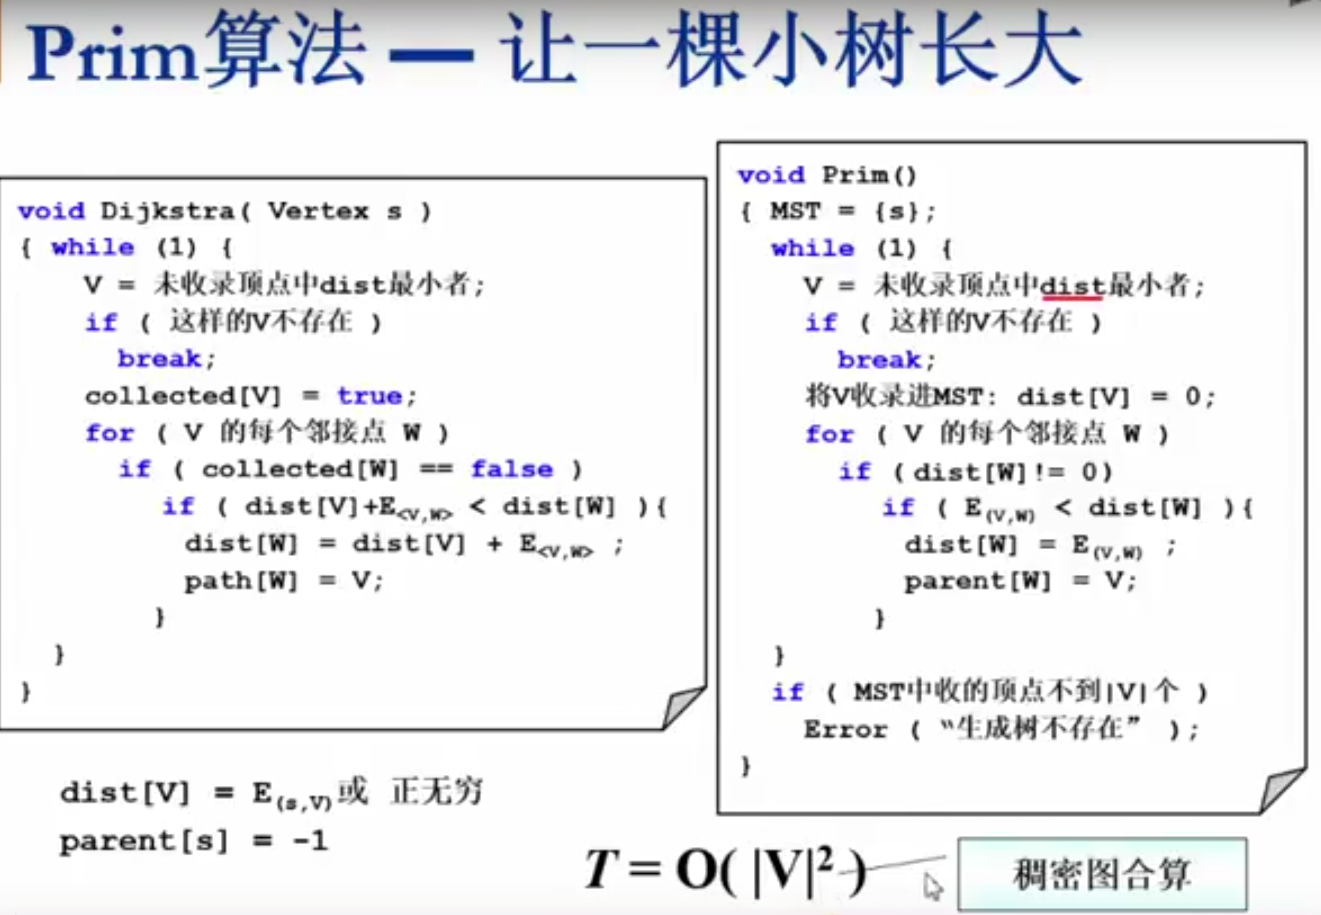 Prim算法 — 让一棵小树长大
void Dijkstra( Vertex s )
{ while (1) {
V = 未收录顶点中dist最小者;
if ( 这样的V不存在 )
break;
collected[V] = true;
for ( V 的每个邻接点 W )
if ( collected[W] == false )
if ( dist[V]+E<V,W> < dist[W] ){
dist[W] = dist[V] + E<V,W> ;
path[W] = V;
}
}
}
dist[V] = E(s,V)或 正无穷
parent[s] = -1
void Prim()
{ MST = {s};
while (1) {
V = 未收录顶点中dist最小者;
if ( 这样的V不存在 )
break;
将V收录进MST: dist[V] = 0;
for ( V 的每个邻接点 W )
if (dist[W]!= 0)
if ( E(V,W) < dist[W] ){
dist[W] = E(V,W) ;
parent[W] = V;
}
}
if ( MST中收的顶点不到|V|个 )
Error ( “生成树不存在” );
}
T = O( |V|² )
稠密图合算